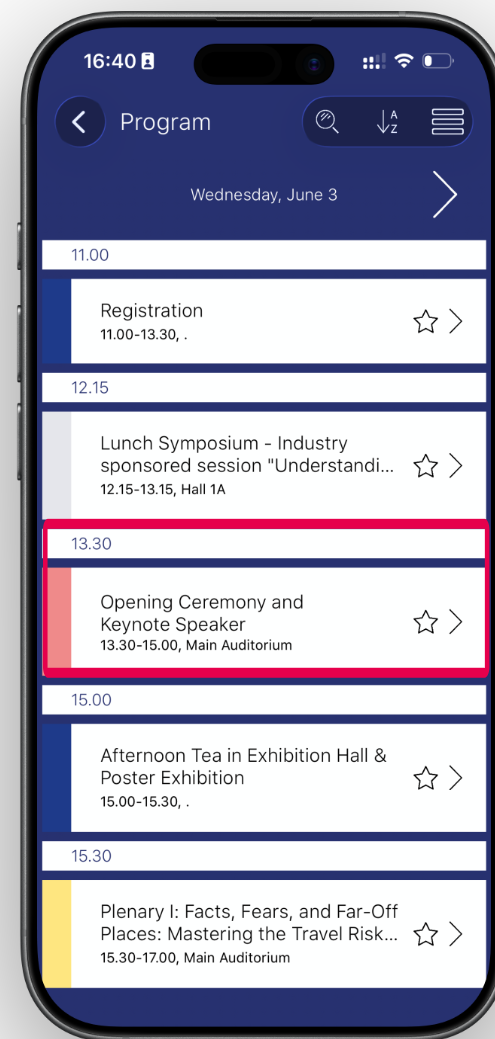 16:40
Program
Wednesday, June 3
11.00
Registration
11.00-13.30, .
12.15
Lunch Symposium - Industry
sponsored session "Understandi...
12.15-13.15, Hall 1A
13.30
Opening Ceremony and
Keynote Speaker
13.30-15.00, Main Auditorium
15.00
Afternoon Tea in Exhibition Hall &
Poster Exhibition
15.00-15.30, .
15.30
Plenary I: Facts, Fears, and Far-Off
Places: Mastering the Travel Risk...
15.30-17.00, Main Auditorium